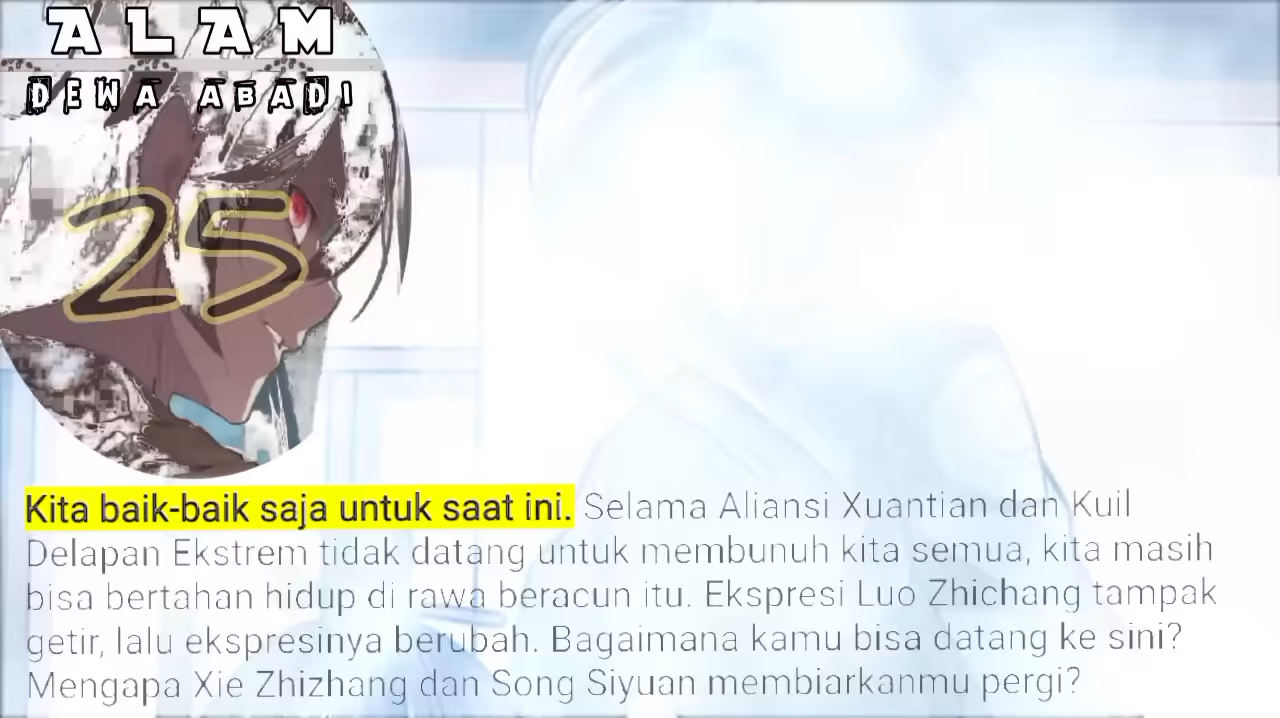 ALAM
DEWA ABADI
25
Kita baik-baik saja untuk saat ini. Selama Aliansi Xuantian dan Kuil
Delapan Ekstrem tidak datang untuk membunuh kita semua, kita masih
bisa bertahan hidup di rawa beracun itu. Ekspresi Luo Zhichang tampak
getir, lalu ekspresinya berubah. Bagaimana kamu bisa datang ke sini?
Mengapa Xie Zhizhang dan Song Siyuan membiarkanmu pergi?